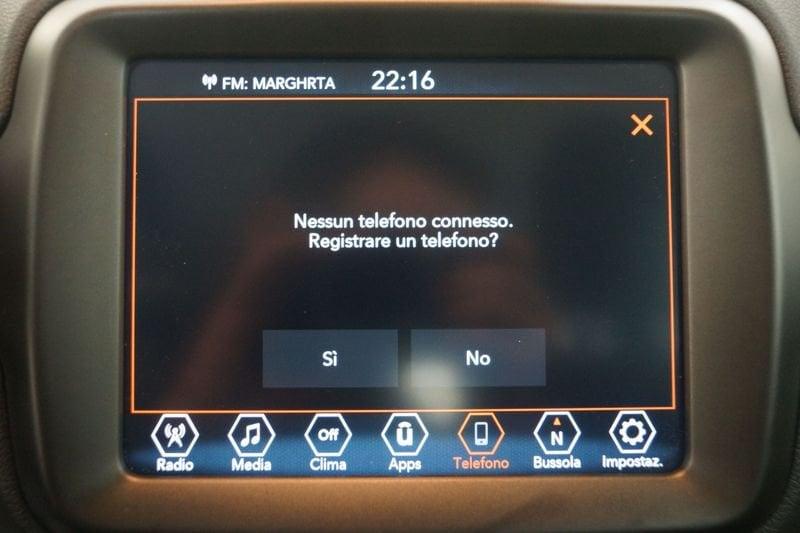 FM: MARGHRTA 22:16
Nessun telefono connesso.
Registrare un telefono?
Sì No
Radio Media Off Clima û Apps Telefono N Bussola Impostaz.